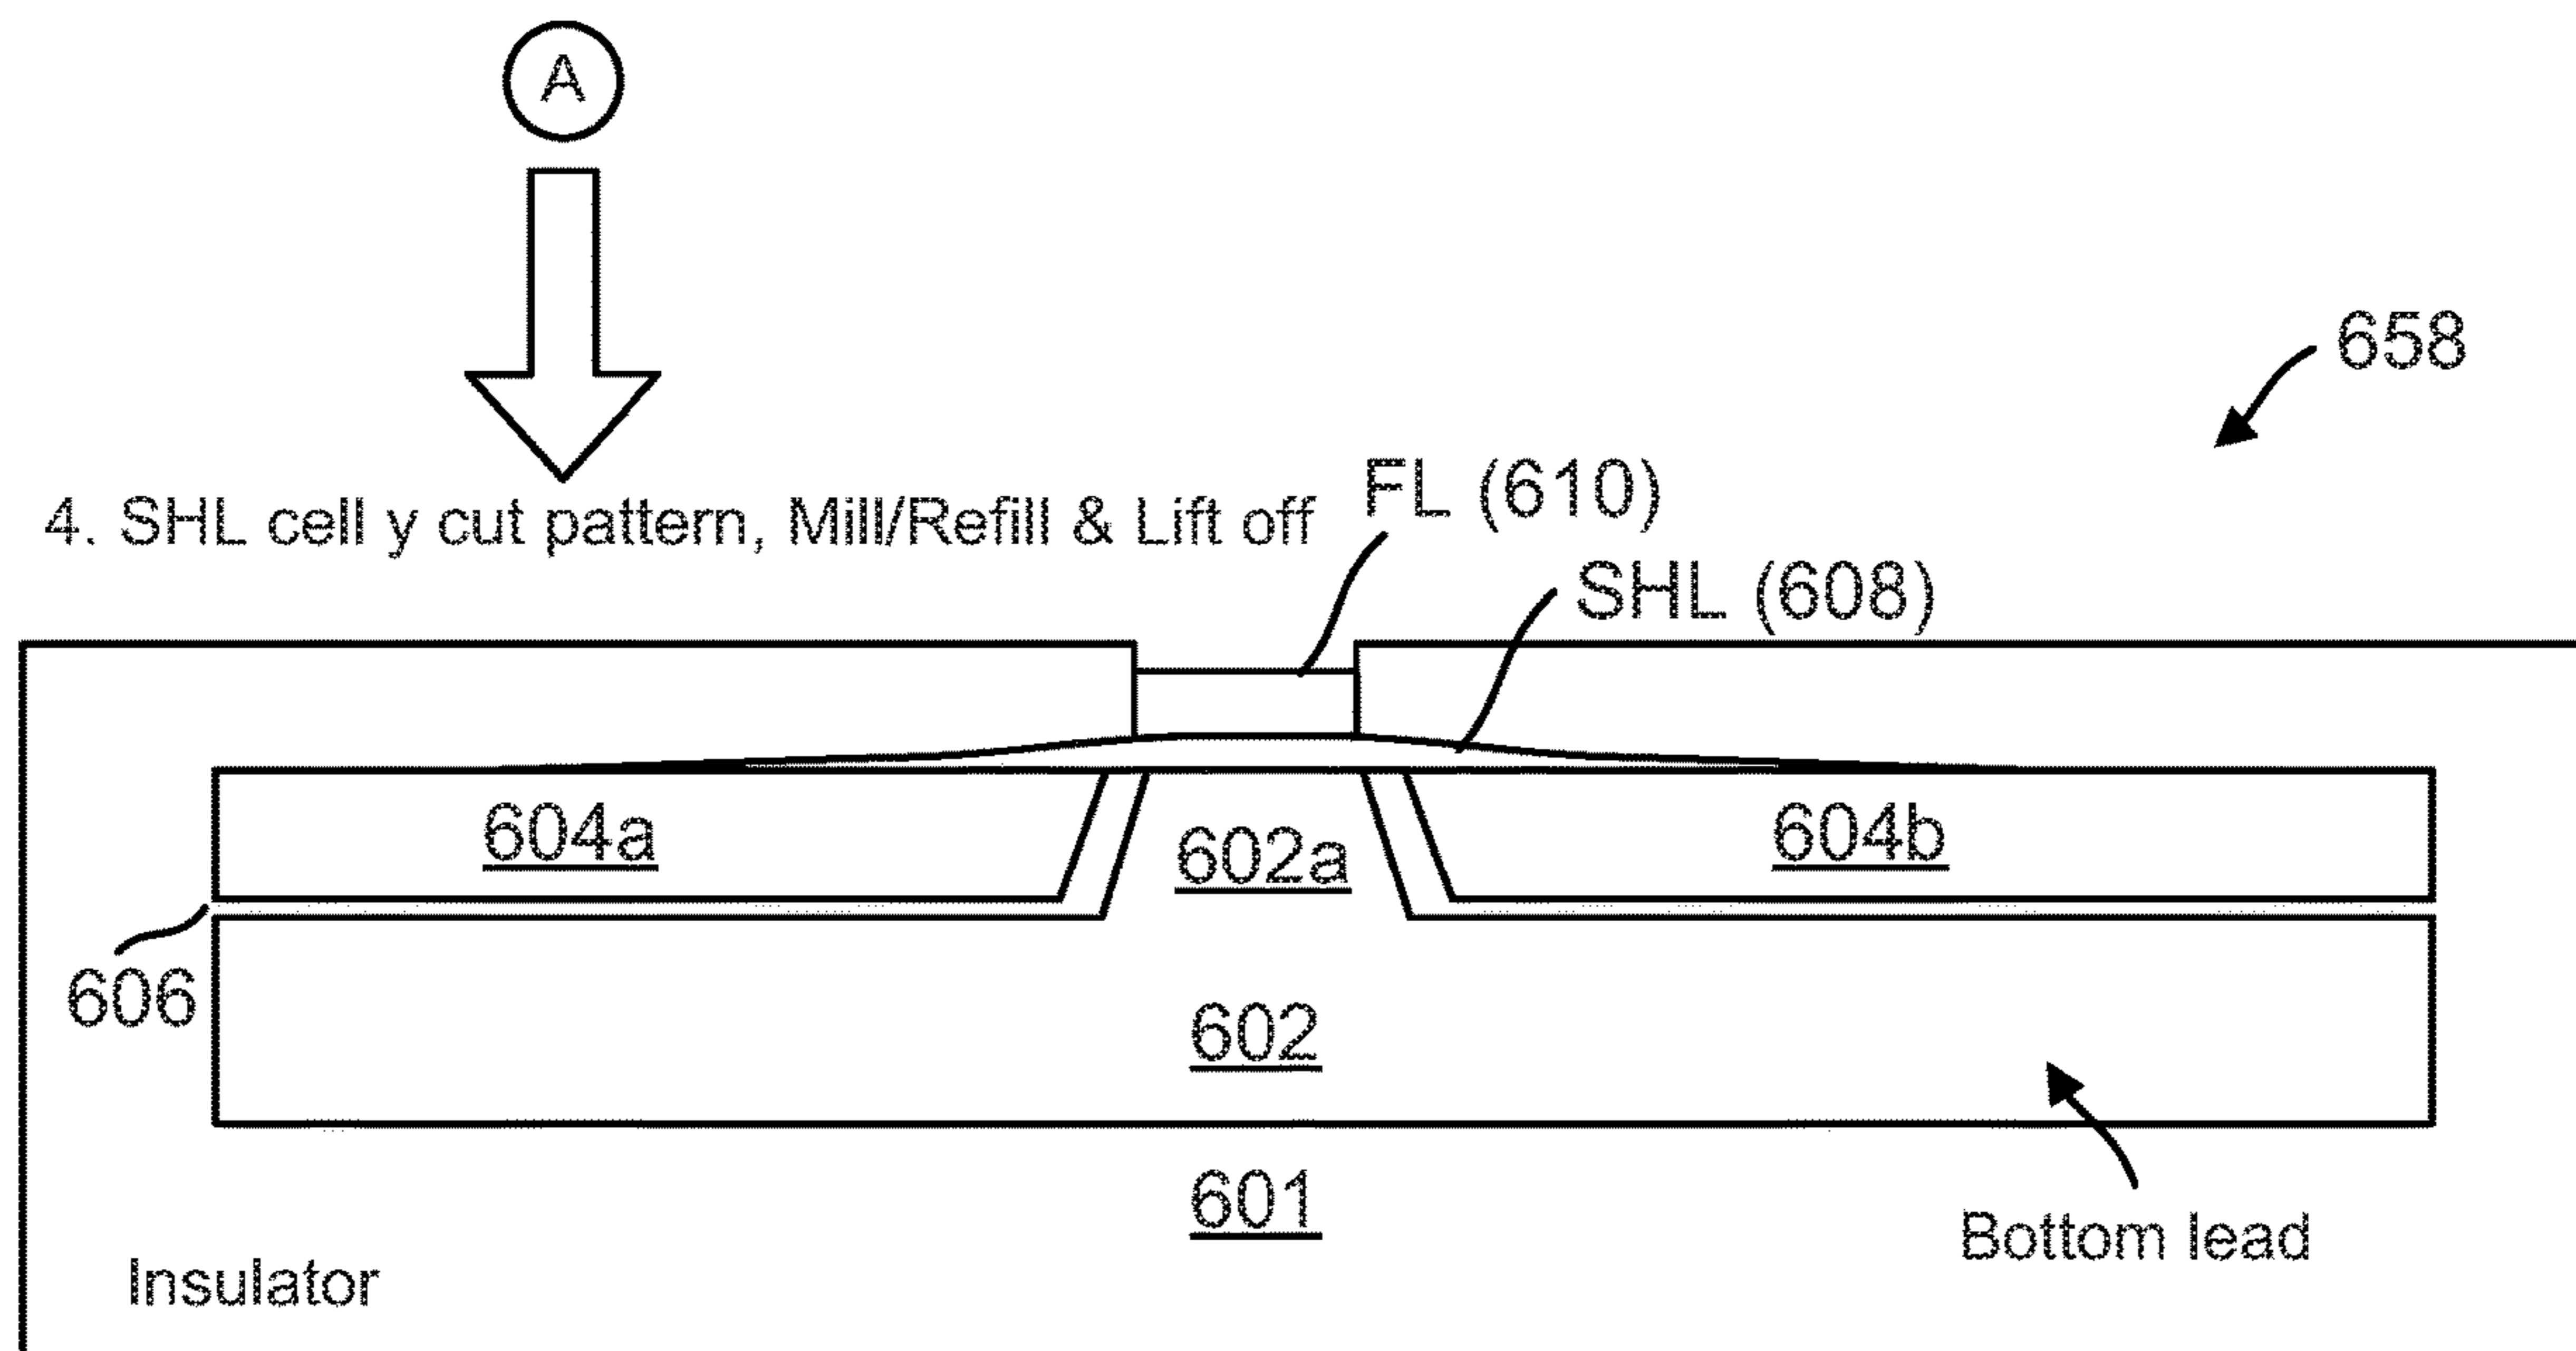 A
658
FL (610)
4. SHL cell y cut pattern, Mill/Refill & Lift off
SHL (608)
604a
602a
604b
606
602
601
Bottom lead
Insulator